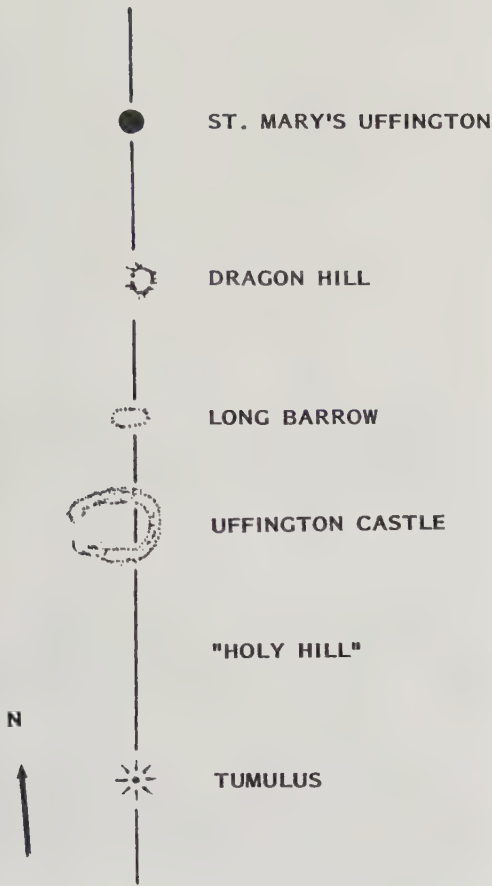 ST. MARY'S UFFINGTON
DRAGON HILL
LONG BARROW
UFFINGTON CASTLE
"HOLY HILL"
N
TUMULUS